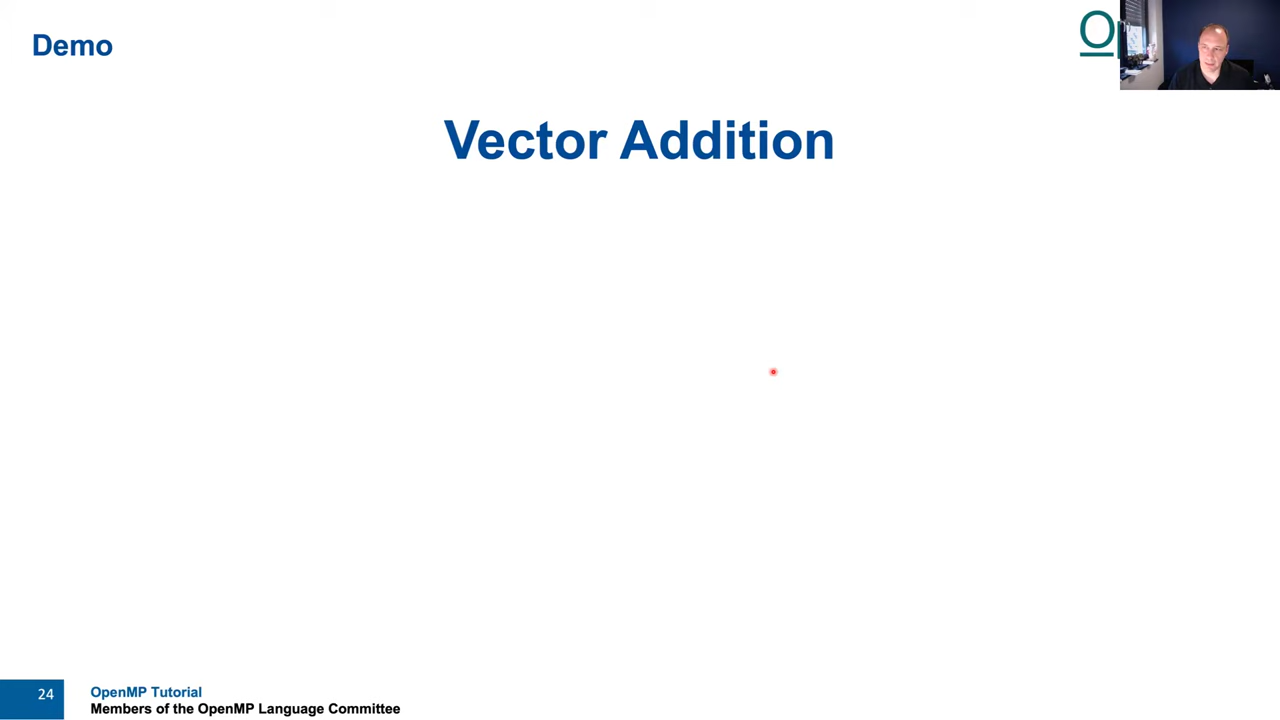 Demo
Vector Addition
24
OpenMP Tutorial
Members of the OpenMP Language Committee